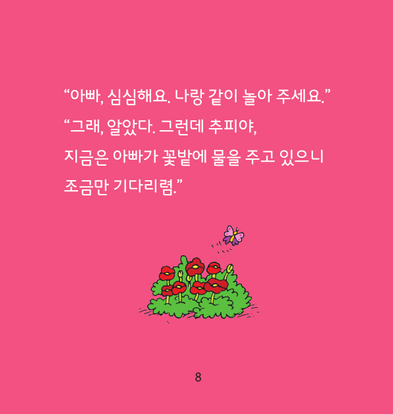 “아빠, 심심해요. 나랑 같이 놀아 주세요.”
“그래, 알았다. 그런데 추피야,
지금은 아빠가 꽃밭에 물을 주고 있으니
조금만 기다리렴.”
8